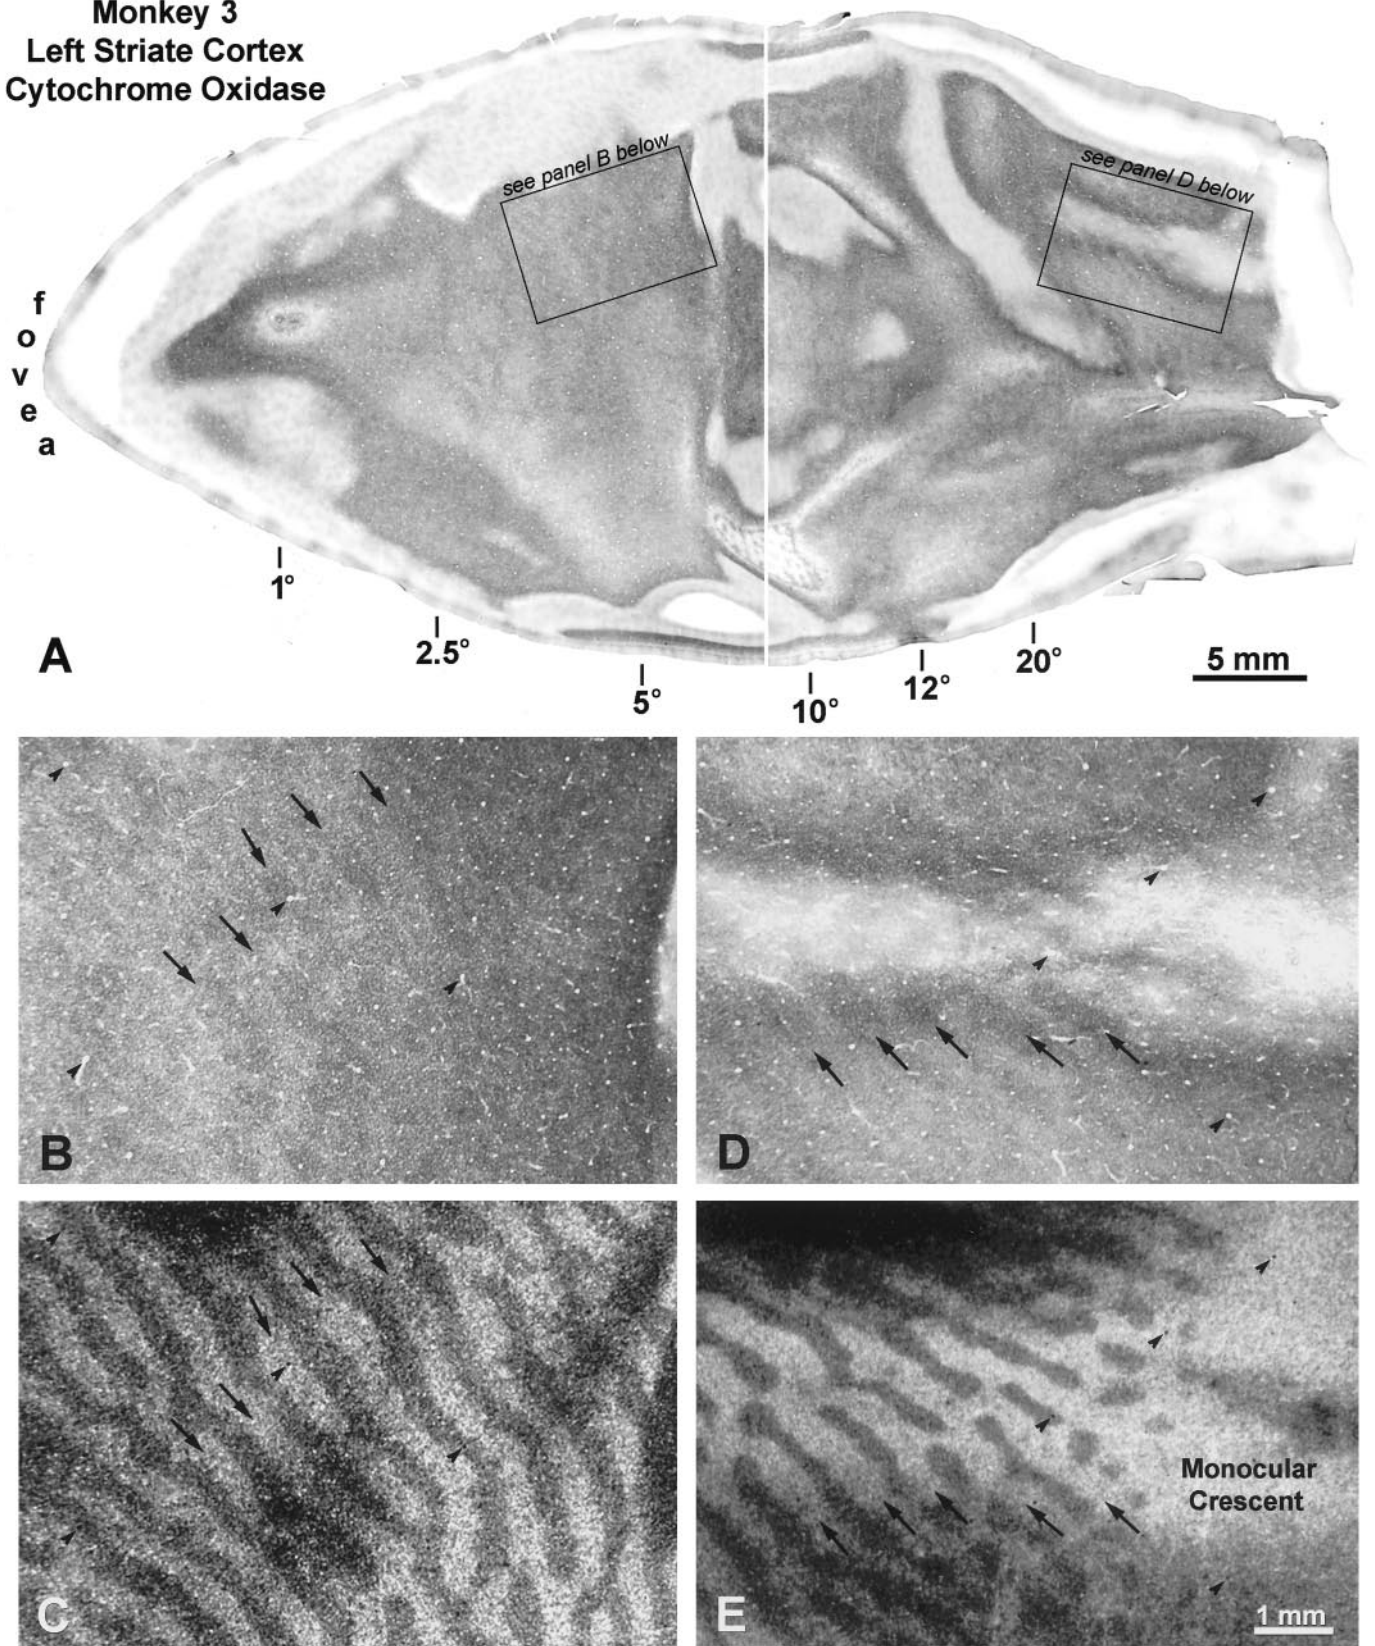 Monkey 3
Left Striate Cortex
Cytochrome Oxidase
see panel B below
see panel D below
f
o
v
e
a
1°
2.5°
5°
10°
12°
20°
5 mm
A
B
D
C
E
Monocular
Crescent
1 mm